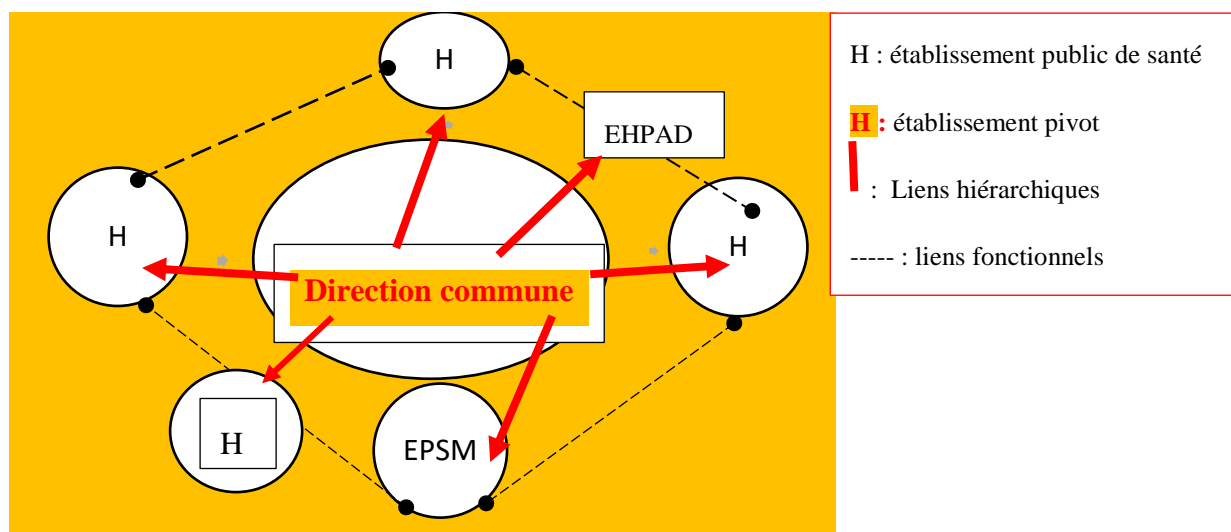 H
EHPAD
H
H
Direction commune
H
EPSM
H : établissement public de santé
H : établissement pivot
: Liens hiérarchiques
----- : liens fonctionnels